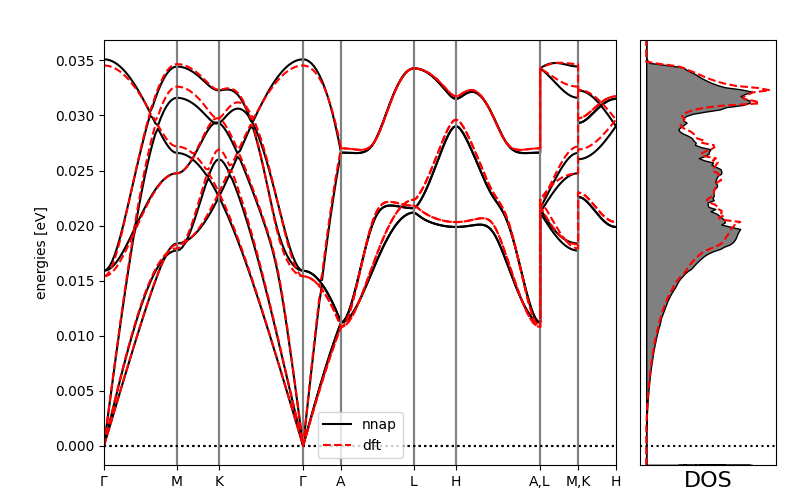 energies [eV]
0.035
0.030
0.025
0.020
0.015
0.010
0.005
0.000
nnap
dft
Γ M K Γ A L H A,L M,K H
DOS